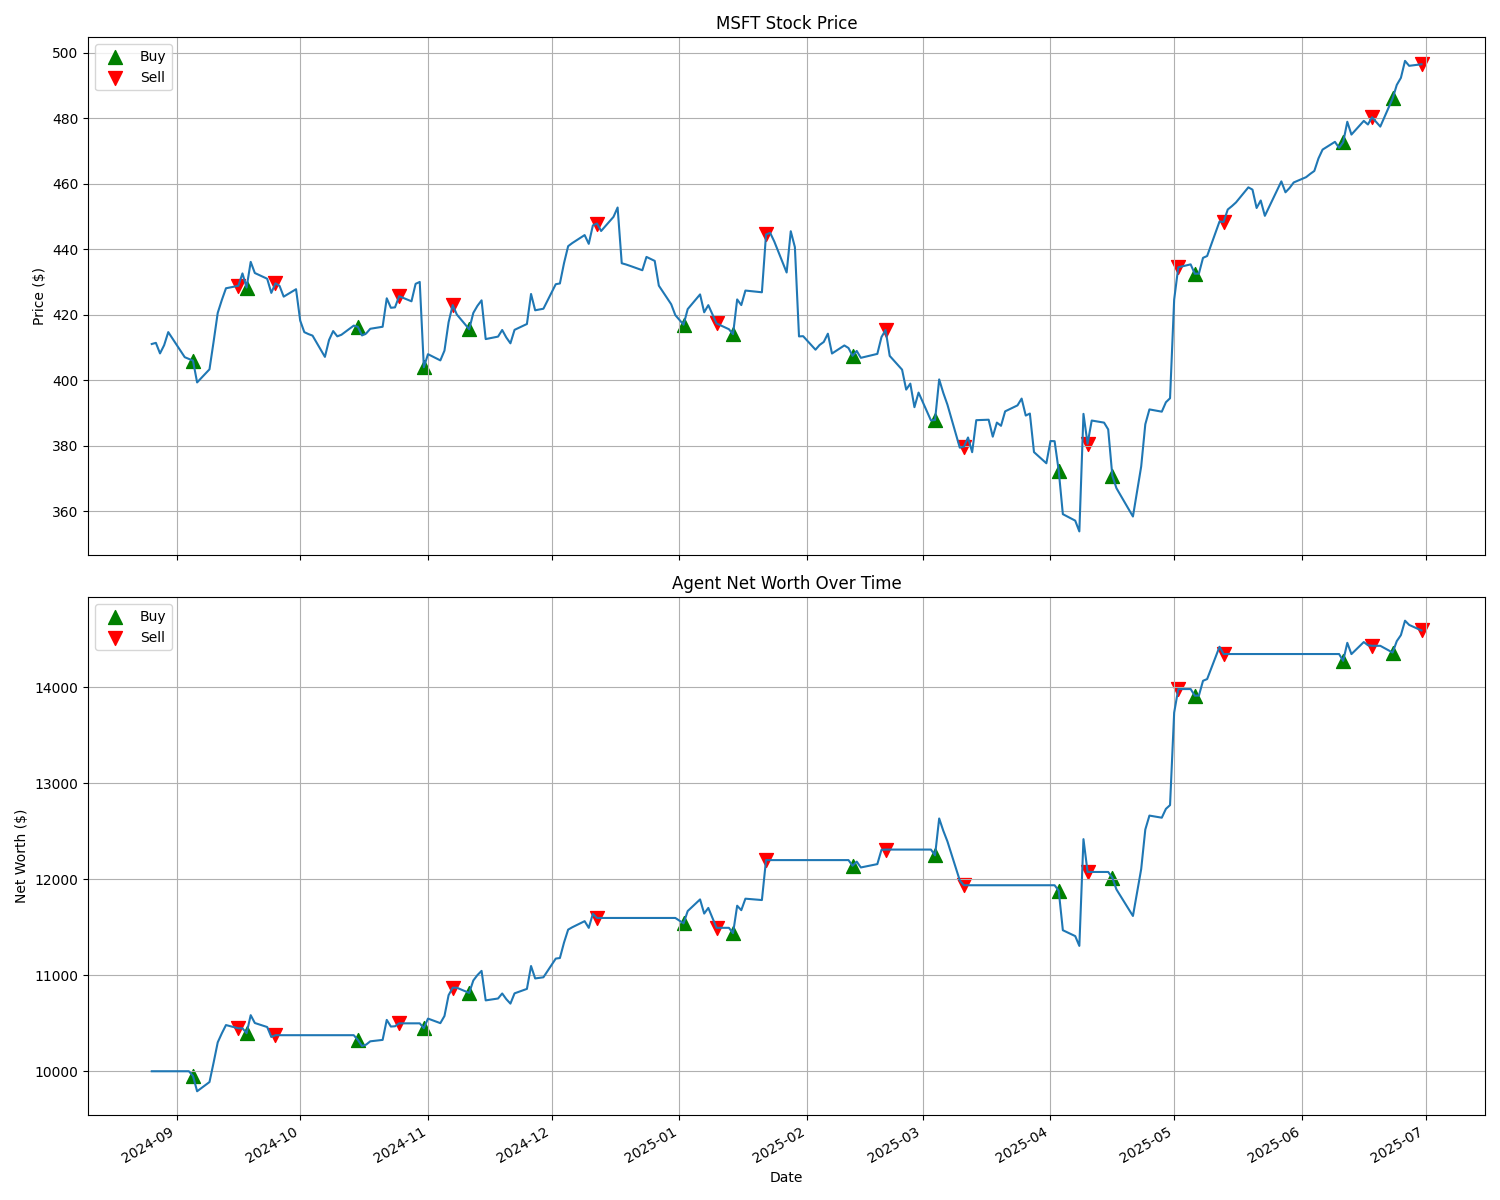 MSFT Stock Price
Buy
Sell
500
480
460
440
420
400
380
360
Price ($)
Agent Net Worth Over Time
Buy
Sell
14000
13000
12000
11000
10000
Net Worth ($)
2024-09
2024-10
2024-11
2024-12
2025-01
2025-02
2025-03
2025-04
2025-05
2025-06
2025-07
Date